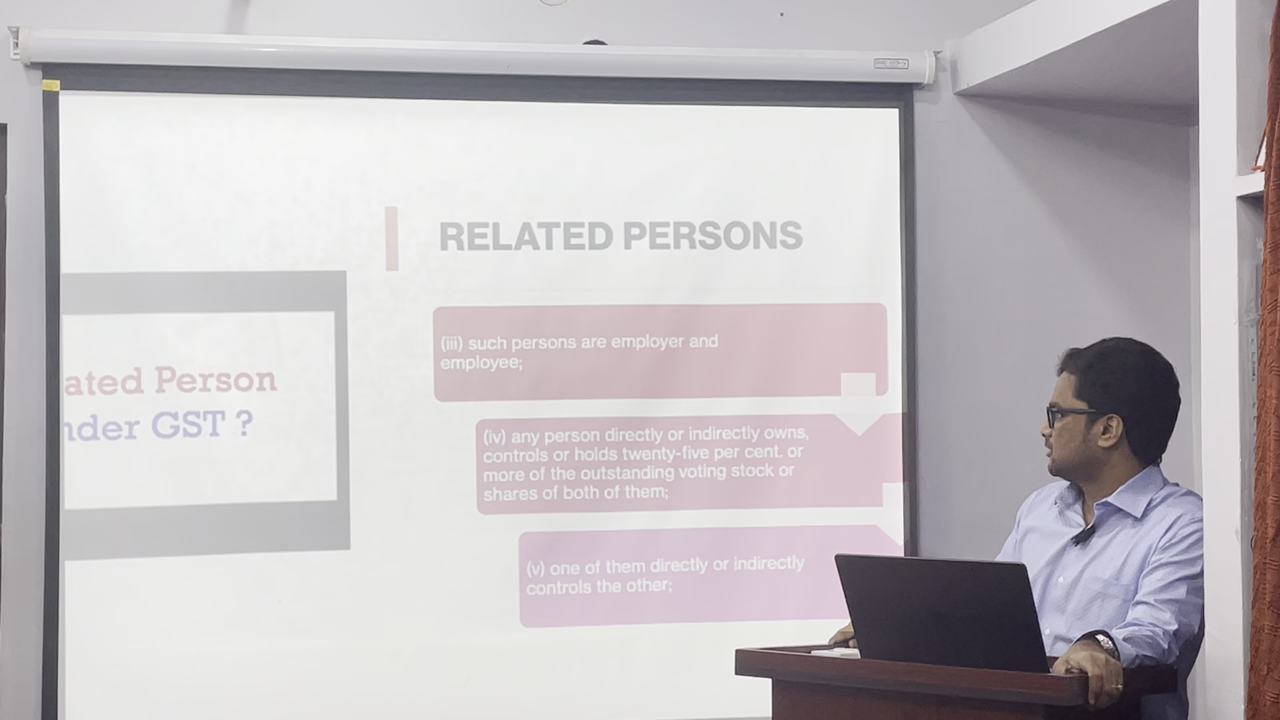 RELATED PERSONS
ated Person
nder GST ?
(iii) such persons are employer and
employee;
(iv) any person directly or indirectly owns,
controls or holds twenty-five per cent. or
more of the outstanding voting stock or
shares of both of them;
(v) one of them directly or indirectly
controls the other;